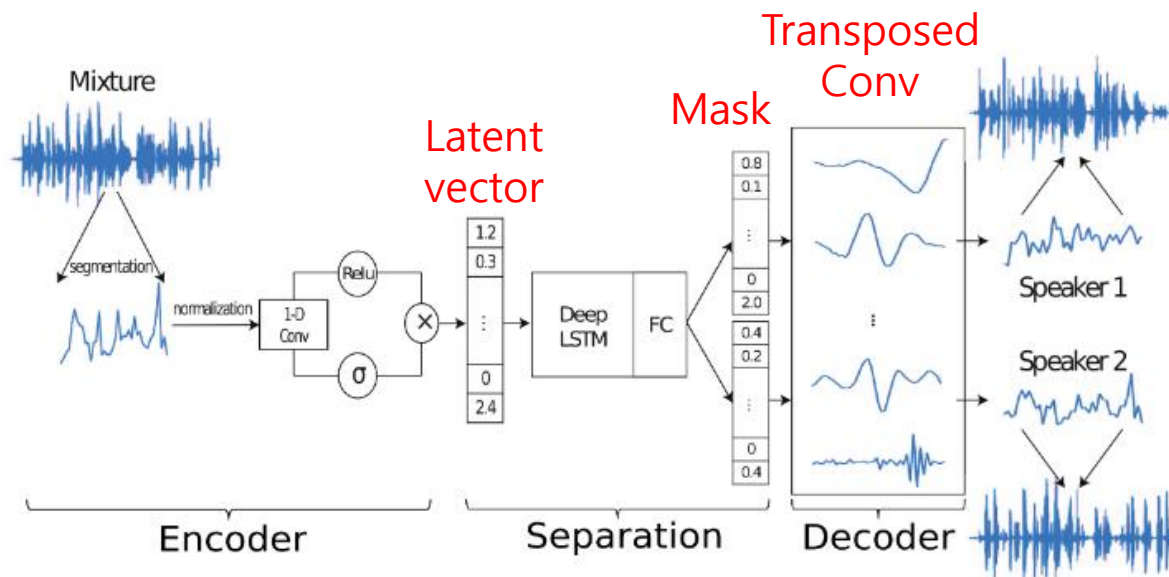 Mixture
segmentation
normalization
1-D
Conv
Relu
σ
×
Latent
vector
1.2
0.3
⋮
0
2.4
Deep
LSTM
FC
Mask
0.8
0.1
⋮
0
2.0
0.4
0.2
⋮
0
0.4
Transposed
Conv
...
Speaker 1
Speaker 2
Encoder
Separation
Decoder